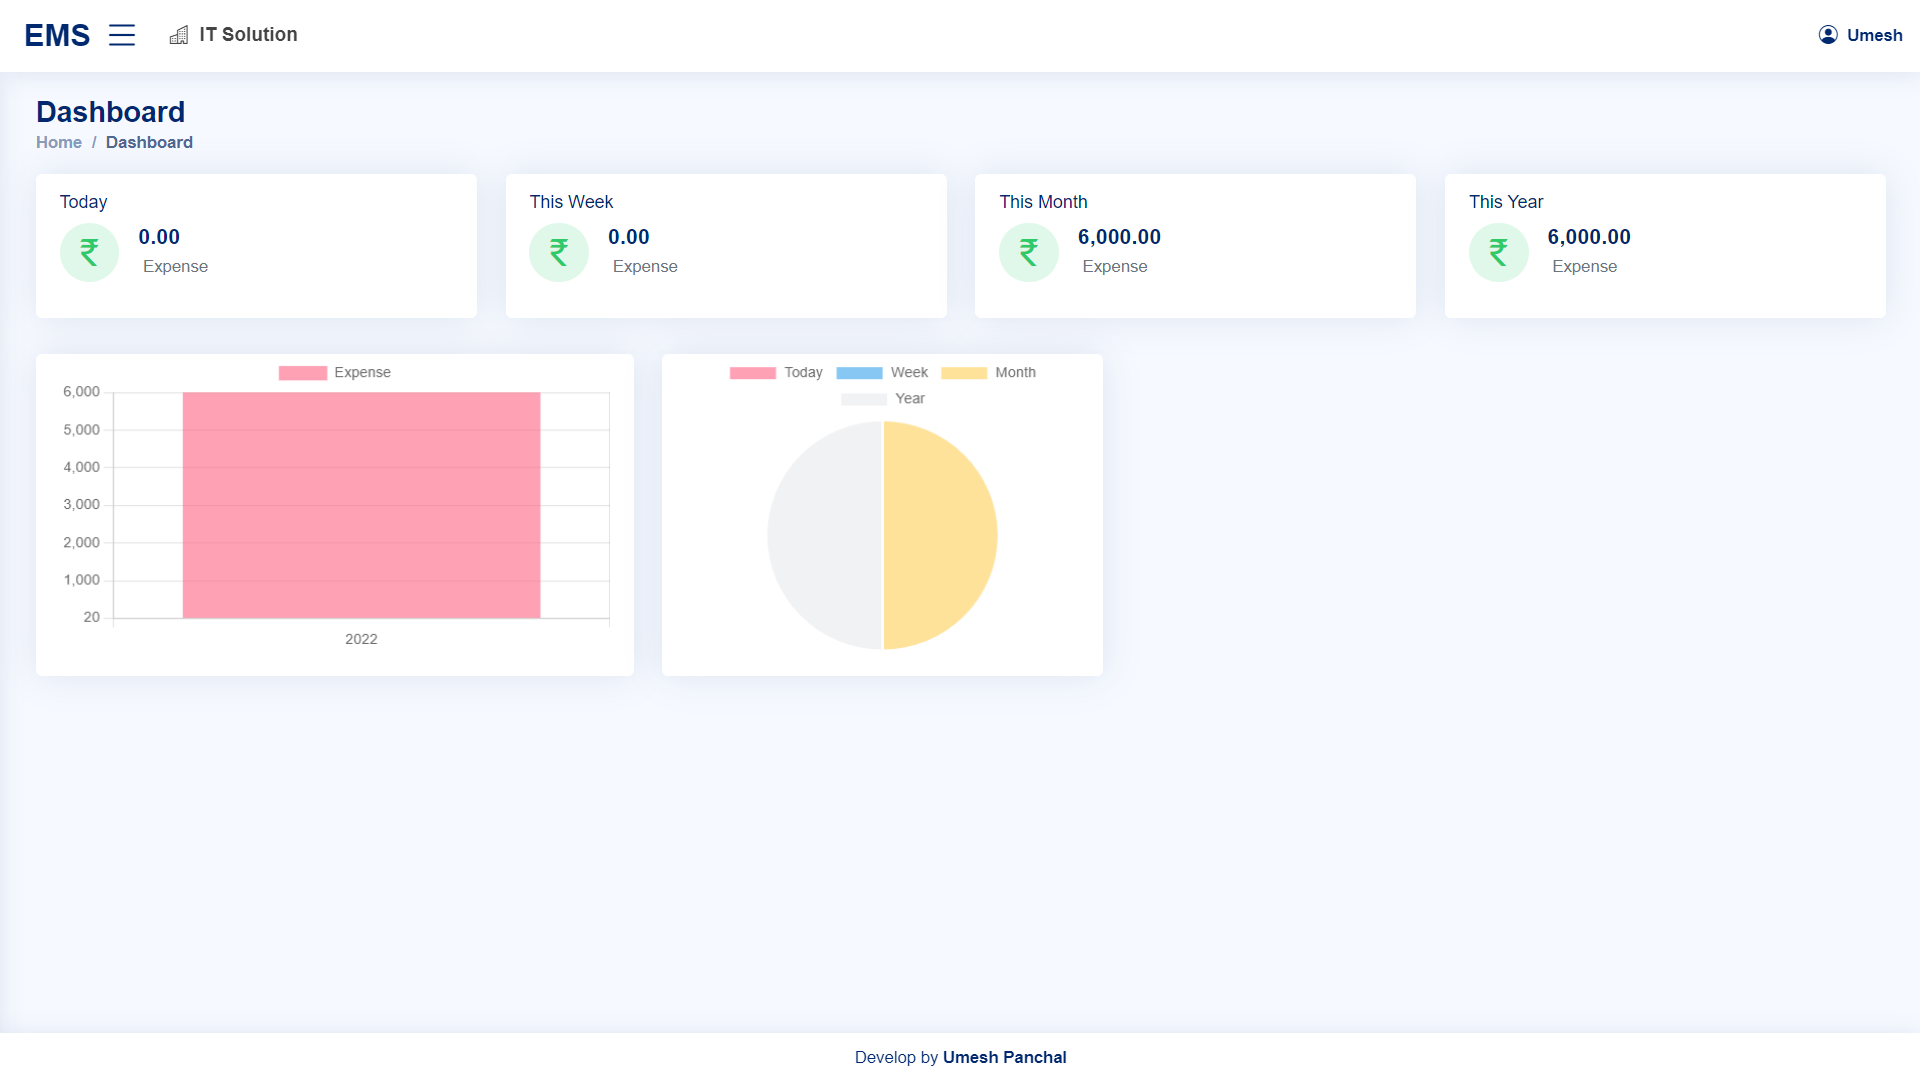 EMS IT Solution Umesh
Dashboard
Home / Dashboard
Today
₹ 0.00
Expense
This Week
₹ 0.00
Expense
This Month
₹ 6,000.00
Expense
This Year
₹ 6,000.00
Expense
Expense
6,000
5,000
4,000
3,000
2,000
1,000
20
2022
Today Week Month
Year
Develop by Umesh Panchal